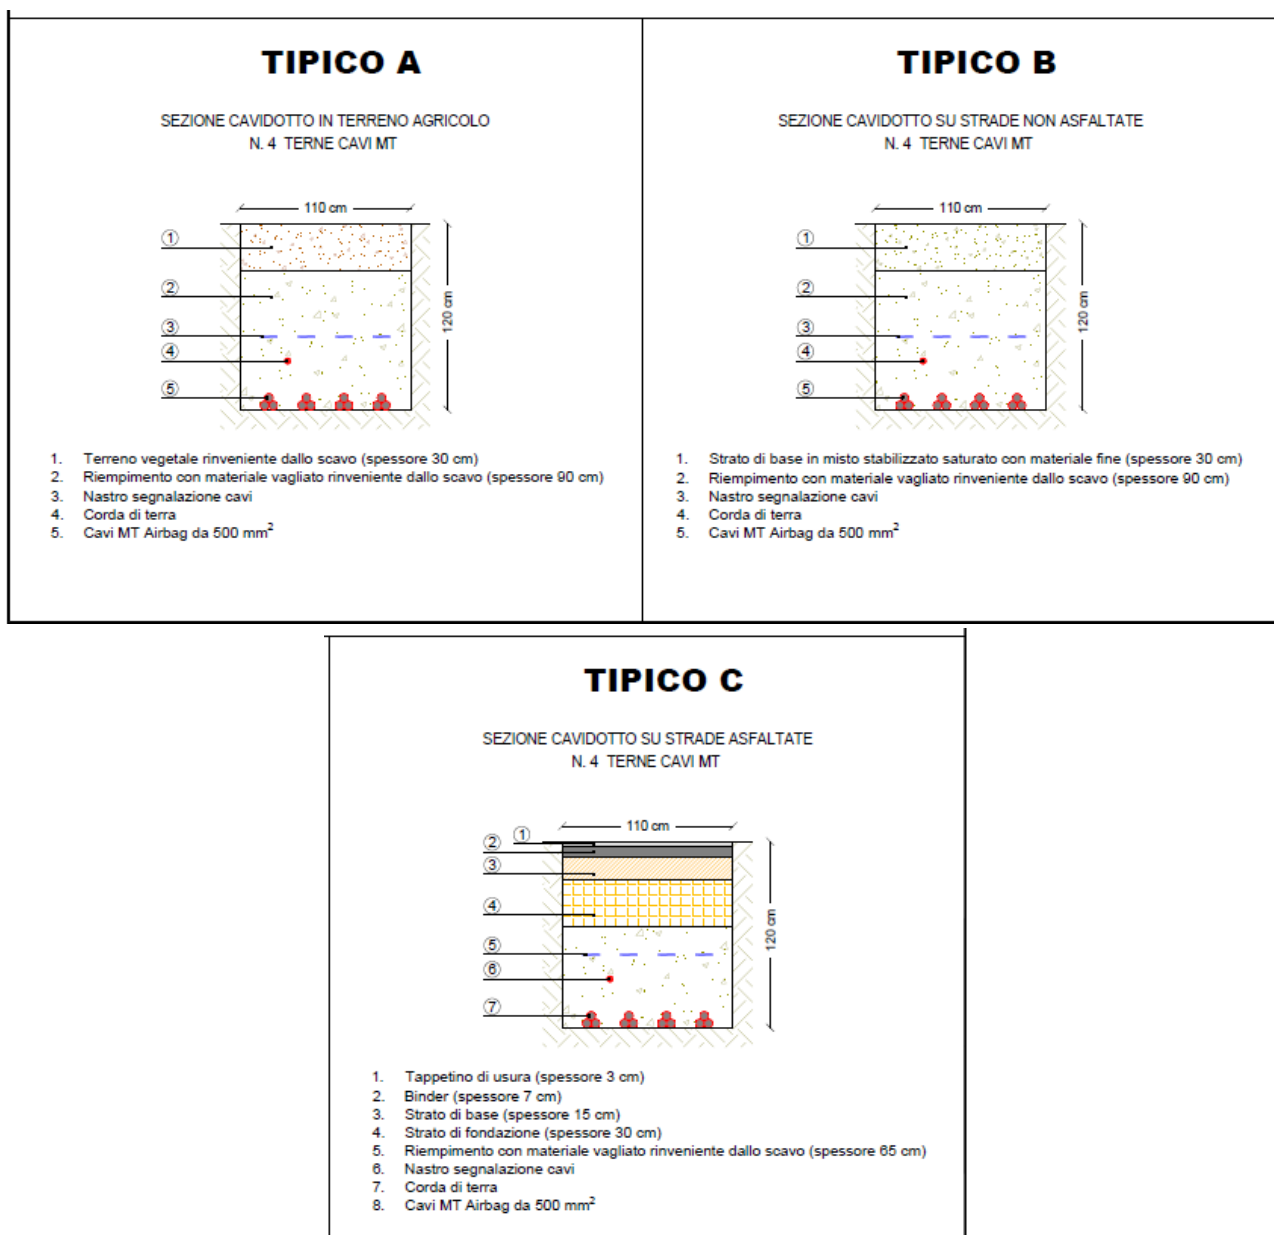 TIPICO A
SEZIONE CAVIDOTTO IN TERRENO AGRICOLO
N. 4 TERNE CAVI MT
110 cm
1
2
3
4
5
120 cm
1. Terreno vegetale rinveniente dallo scavo (spessore 30 cm)
2. Riempimento con materiale vagliato rinveniente dallo scavo (spessore 90 cm)
3. Nastro segnalazione cavi
4. Corda di terra
5. Cavi MT Airbag da 500 mm²
TIPICO B
SEZIONE CAVIDOTTO SU STRADE NON ASFALTATE
N. 4 TERNE CAVI MT
110 cm
1
2
3
4
5
120 cm
1. Strato di base in misto stabilizzato saturato con materiale fine (spessore 30 cm)
2. Riempimento con materiale vagliato rinveniente dallo scavo (spessore 90 cm)
3. Nastro segnalazione cavi
4. Corda di terra
5. Cavi MT Airbag da 500 mm²
TIPICO C
SEZIONE CAVIDOTTO SU STRADE ASFALTATE
N. 4 TERNE CAVI MT
110 cm
1
2
3
4
5
6
7
120 cm
1. Tappetino di usura (spessore 3 cm)
2. Binder (spessore 7 cm)
3. Strato di base (spessore 15 cm)
4. Strato di fondazione (spessore 30 cm)
5. Riempimento con materiale vagliato rinveniente dallo scavo (spessore 65 cm)
6. Nastro segnalazione cavi
7. Corda di terra
8. Cavi MT Airbag da 500 mm²